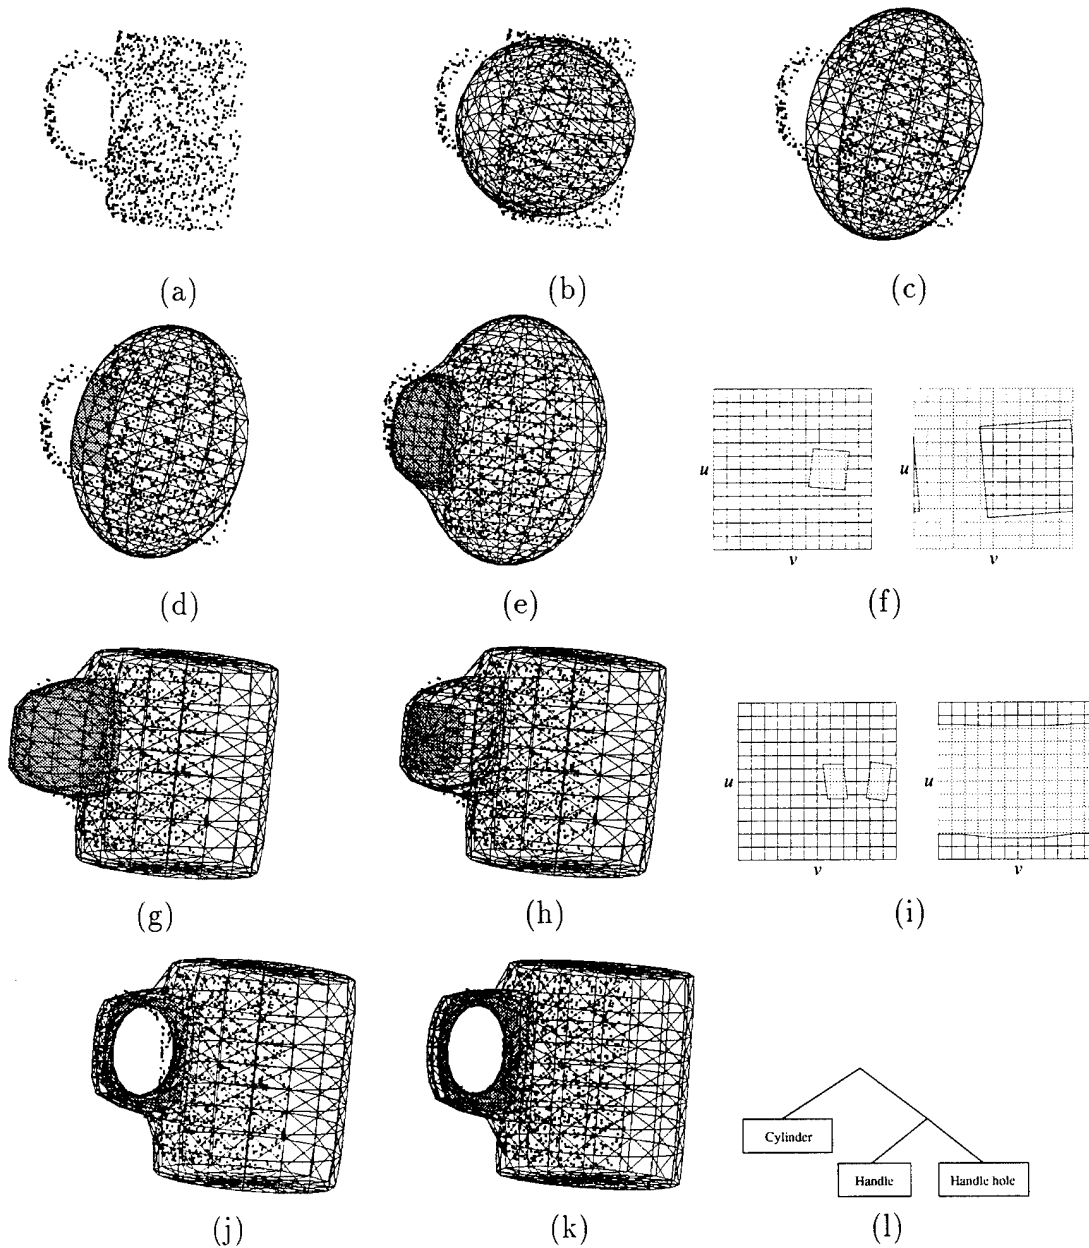 (a)
(b)
(c)
u
v
u
v
(d)
(e)
(f)
u
v
u
v
(g)
(h)
(i)
Cylinder
Handle
Handle hole
(j)
(k)
(l)